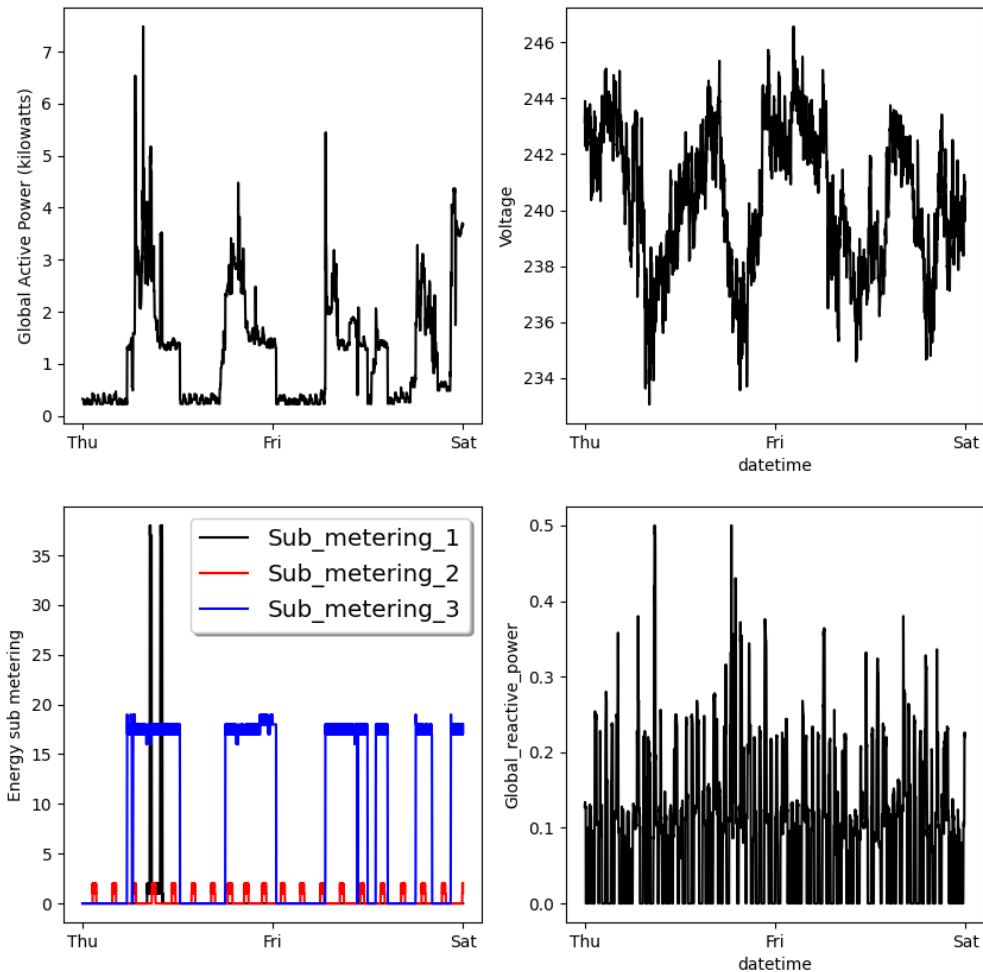 Global Active Power (kilowatts)
7
6
5
4
3
2
1
0
Thu
Fri
Sat
Voltage
246
244
242
240
238
236
234
Thu
Fri
Sat
datetime
Energy sub metering
35
30
25
20
15
10
5
0
Sub_metering_1
Sub_metering_2
Sub_metering_3
Thu
Fri
Sat
Global_reactive_power
0.5
0.4
0.3
0.2
0.1
0.0
Thu
Fri
Sat
datetime